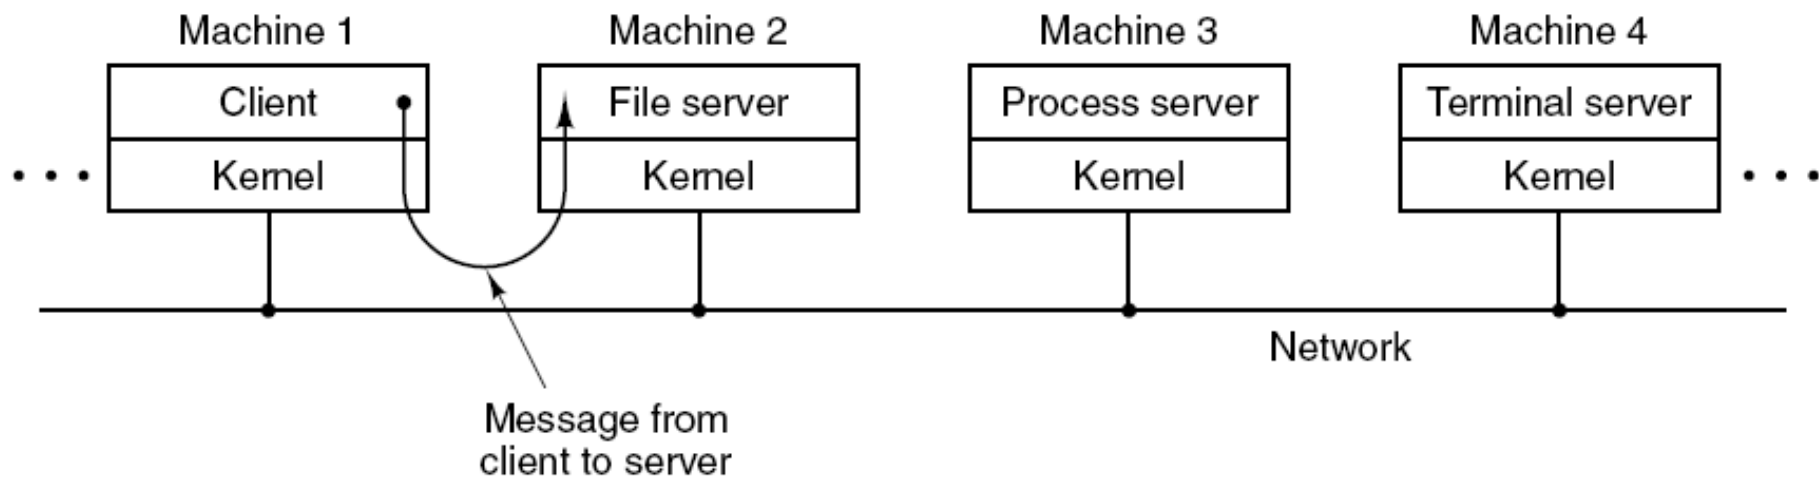 Machine 1
Machine 2
Machine 3
Machine 4
Client
File server
Process server
Terminal server
Kernel
Kernel
Kernel
Kernel
Network
Message from
client to server